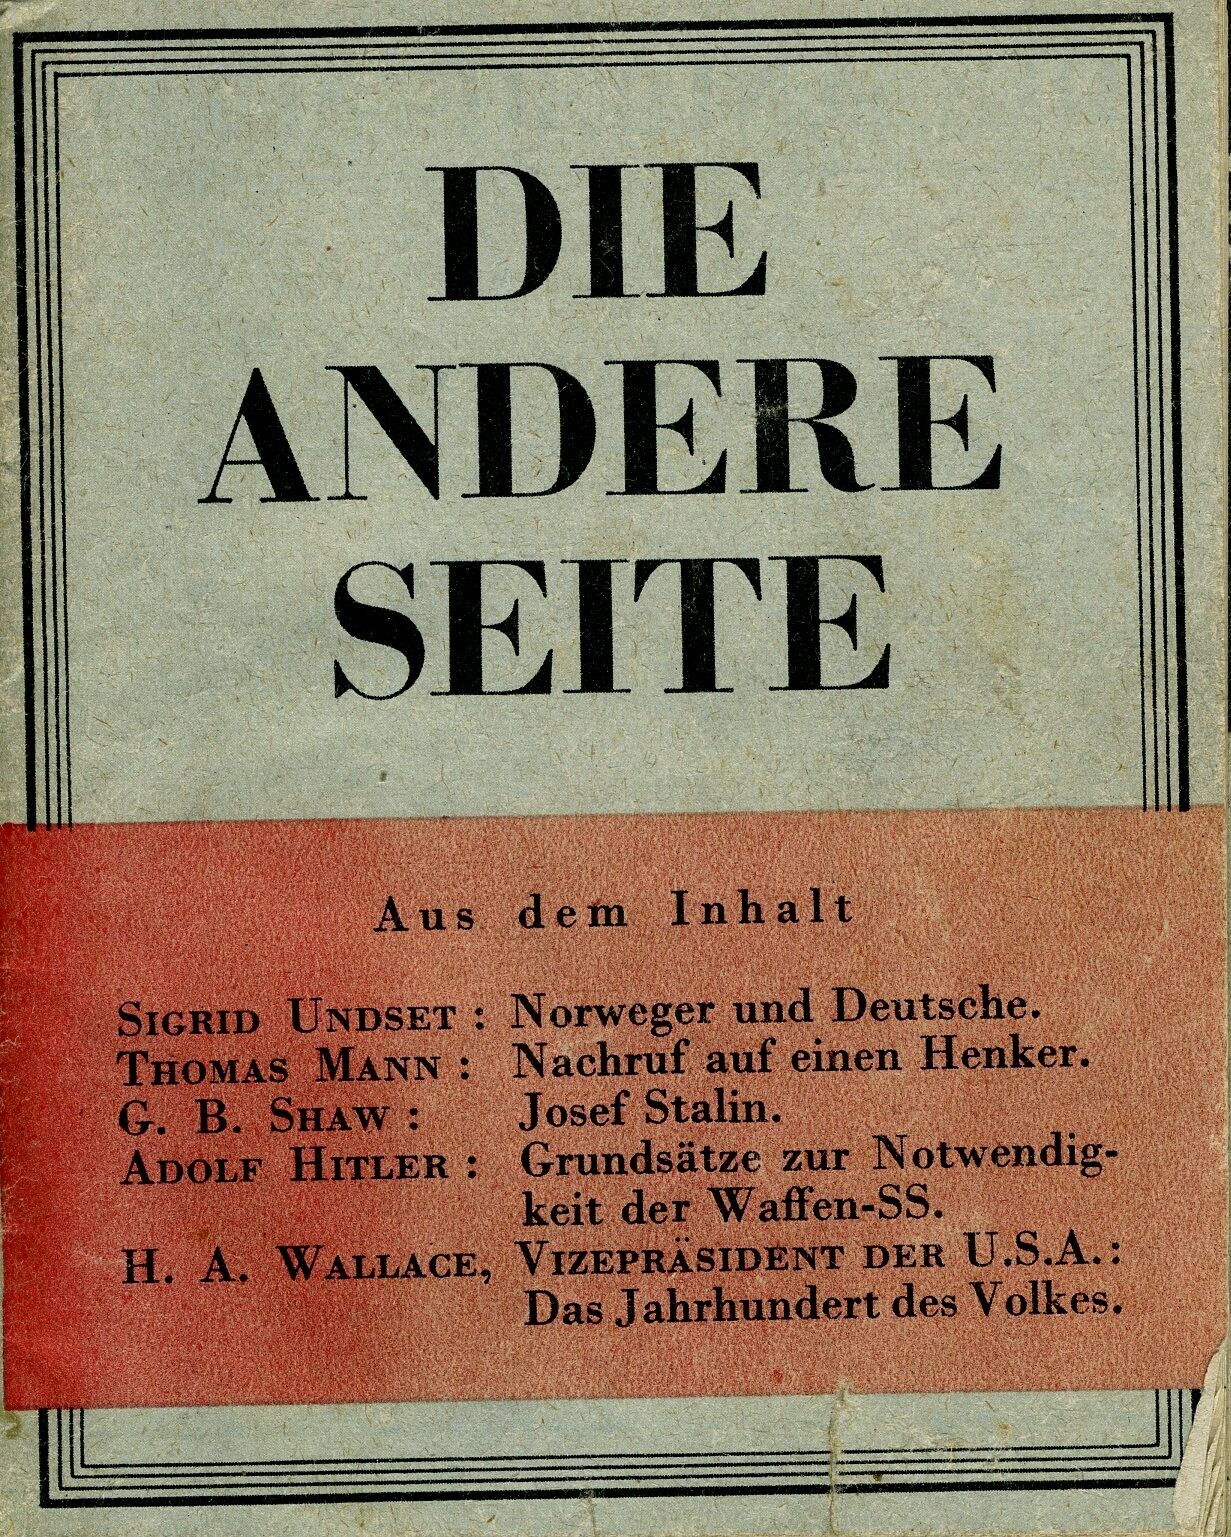 DIE
ANDERE
SEITE
Aus dem Inhalt
SIGRID UNDSET : Norweger und Deutsche.
THOMAS MANN : Nachruf auf einen Henker.
G. B. SHAW : Josef Stalin.
ADOLF HITLER : Grundsätze zur Notwendig-
keit der Waffen-SS.
H. A. WALLACE, VIZEPRÄSIDENT DER U.S.A.:
Das Jahrhundert des Volkes.